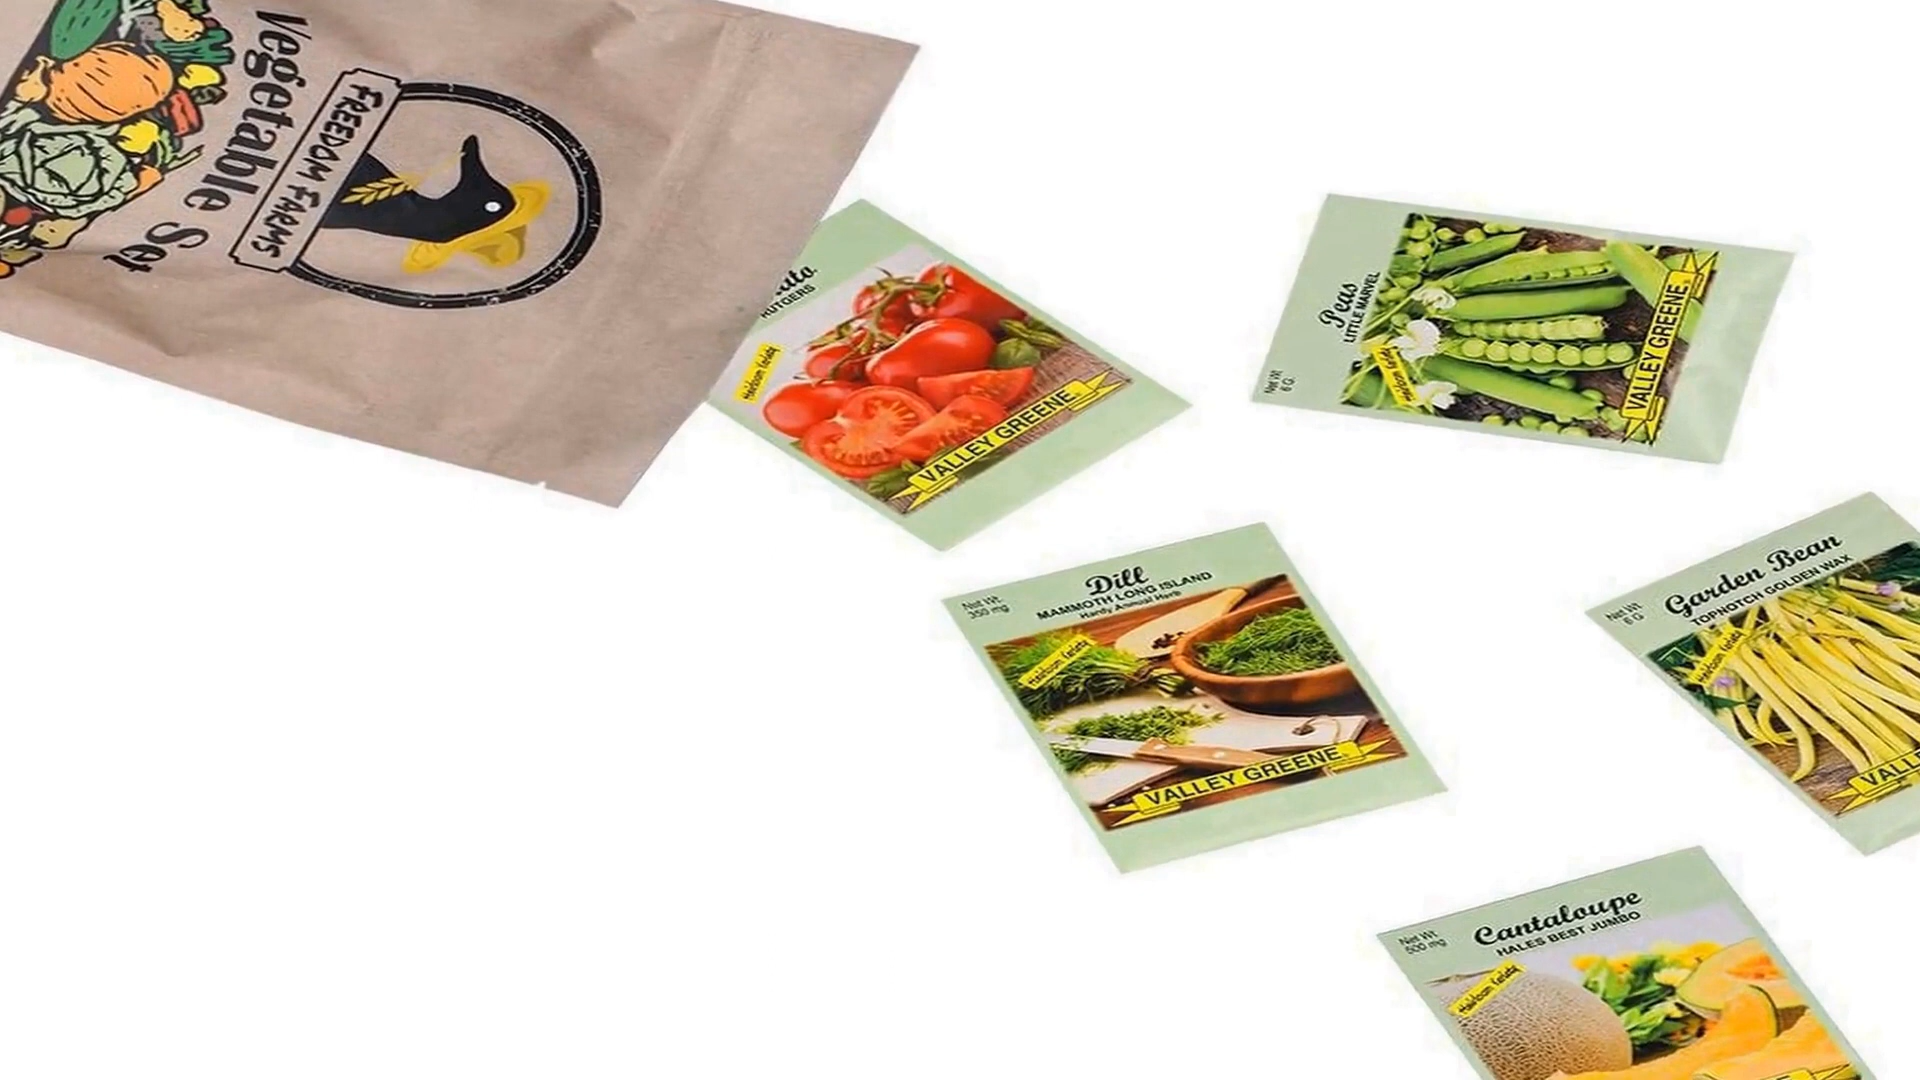 Vegetable Set
FREEDOM FARMS
RUTGERS
Heirloom Variety
VALLEY GREENE
Peas
LITTLE MARVEL
Net Wt.
6 G.
Heirloom Variety
VALLEY GREENE
Dill
MAMMOTH LONG ISLAND
Hardy Annual Herb
Net Wt.
350 mg
Heirloom Variety
VALLEY GREENE
Garden Bean
TOPNOTCH GOLDEN WAX
Net Wt.
6 G
Heirloom Variety
VALL
Cantaloupe
HALES BEST JUMBO
Net Wt.
500 mg
Heirloom Variety